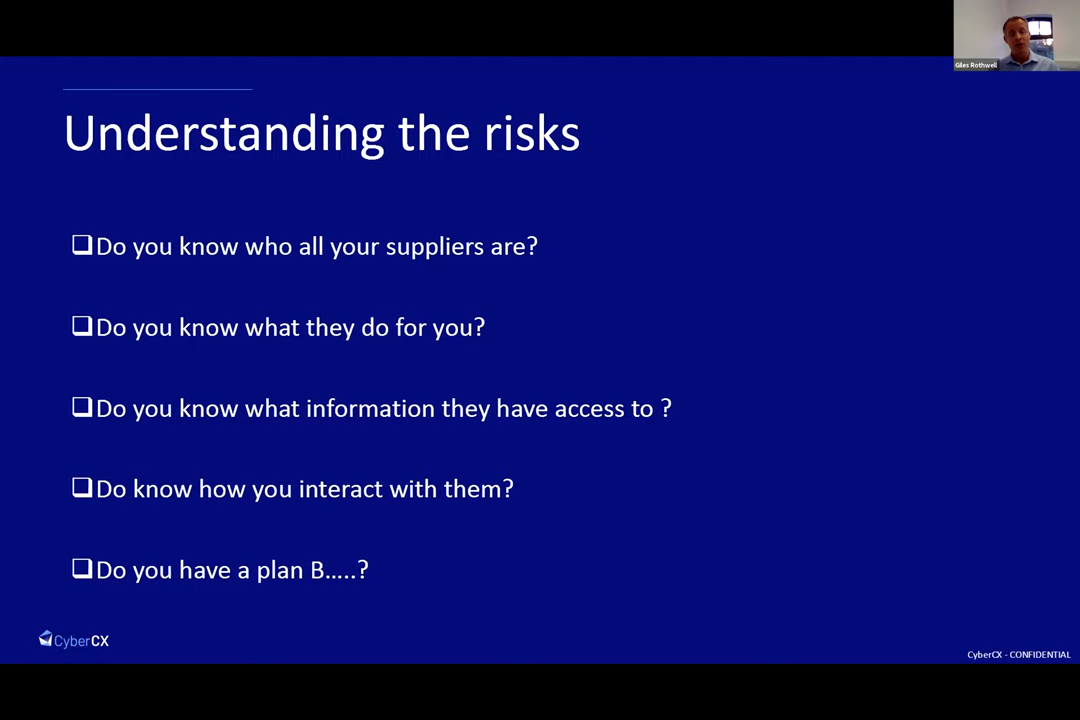 Giles Rothwell
Understanding the risks
❑Do you know who all your suppliers are?
❑Do you know what they do for you?
❑Do you know what information they have access to ?
❑Do know how you interact with them?
❑Do you have a plan B…..?
CyberCX
CyberCX - CONFIDENTIAL